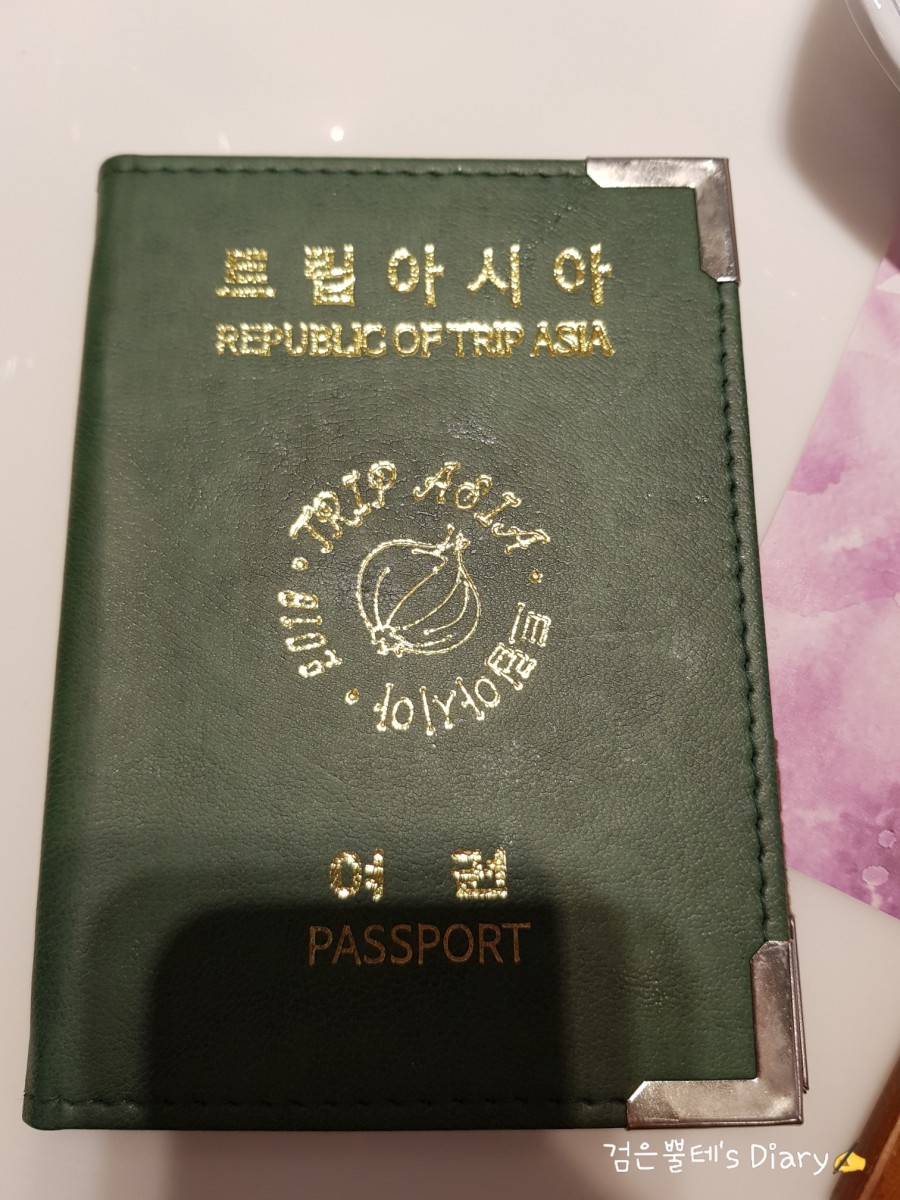 트립아시아
REPUBLIC OF TRIP ASIA
TRIP ASIA
트립아시아
2018
여 권
PASSPORT
검은뿔테's Diary✍️